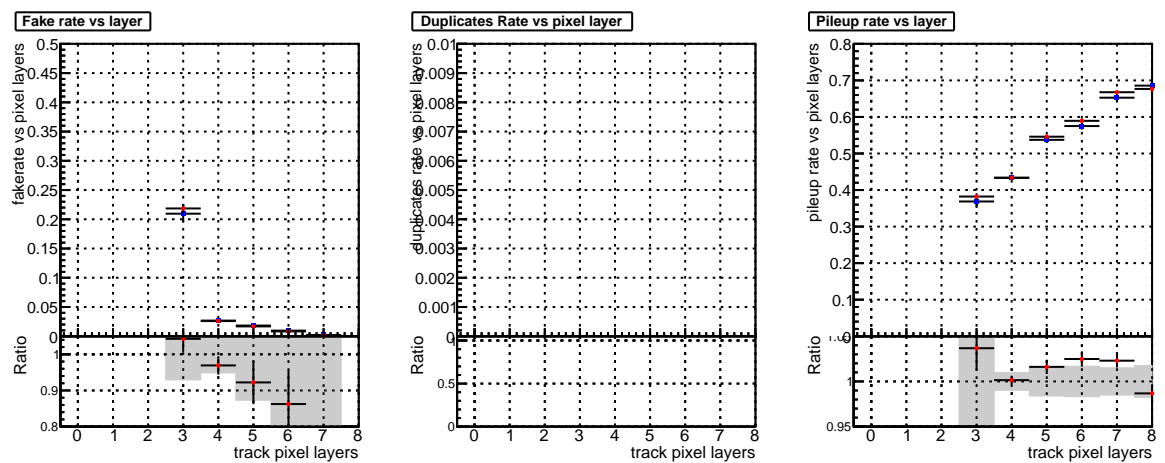 Fake rate vs layer
fakerate vs pixel layers
0.5
0.45
0.4
0.35
0.3
0.25
0.2
0.15
0.1
0.05
0
Ratio
1
0.9
0.8
0 1 2 3 4 5 6 7 8
track pixel layers
Duplicates Rate vs pixel layer
duplicates rate vs pixel layers
0.01
0.009
0.008
0.007
0.006
0.005
0.004
0.003
0.002
0.001
0
Ratio
1
0.5
0
0 1 2 3 4 5 6 7 8
track pixel layers
Pileup rate vs layer
pileup rate vs pixel layers
0.8
0.7
0.6
0.5
0.4
0.3
0.2
0.1
0
Ratio
1
0.95
0 1 2 3 4 5 6 7 8
track pixel layers